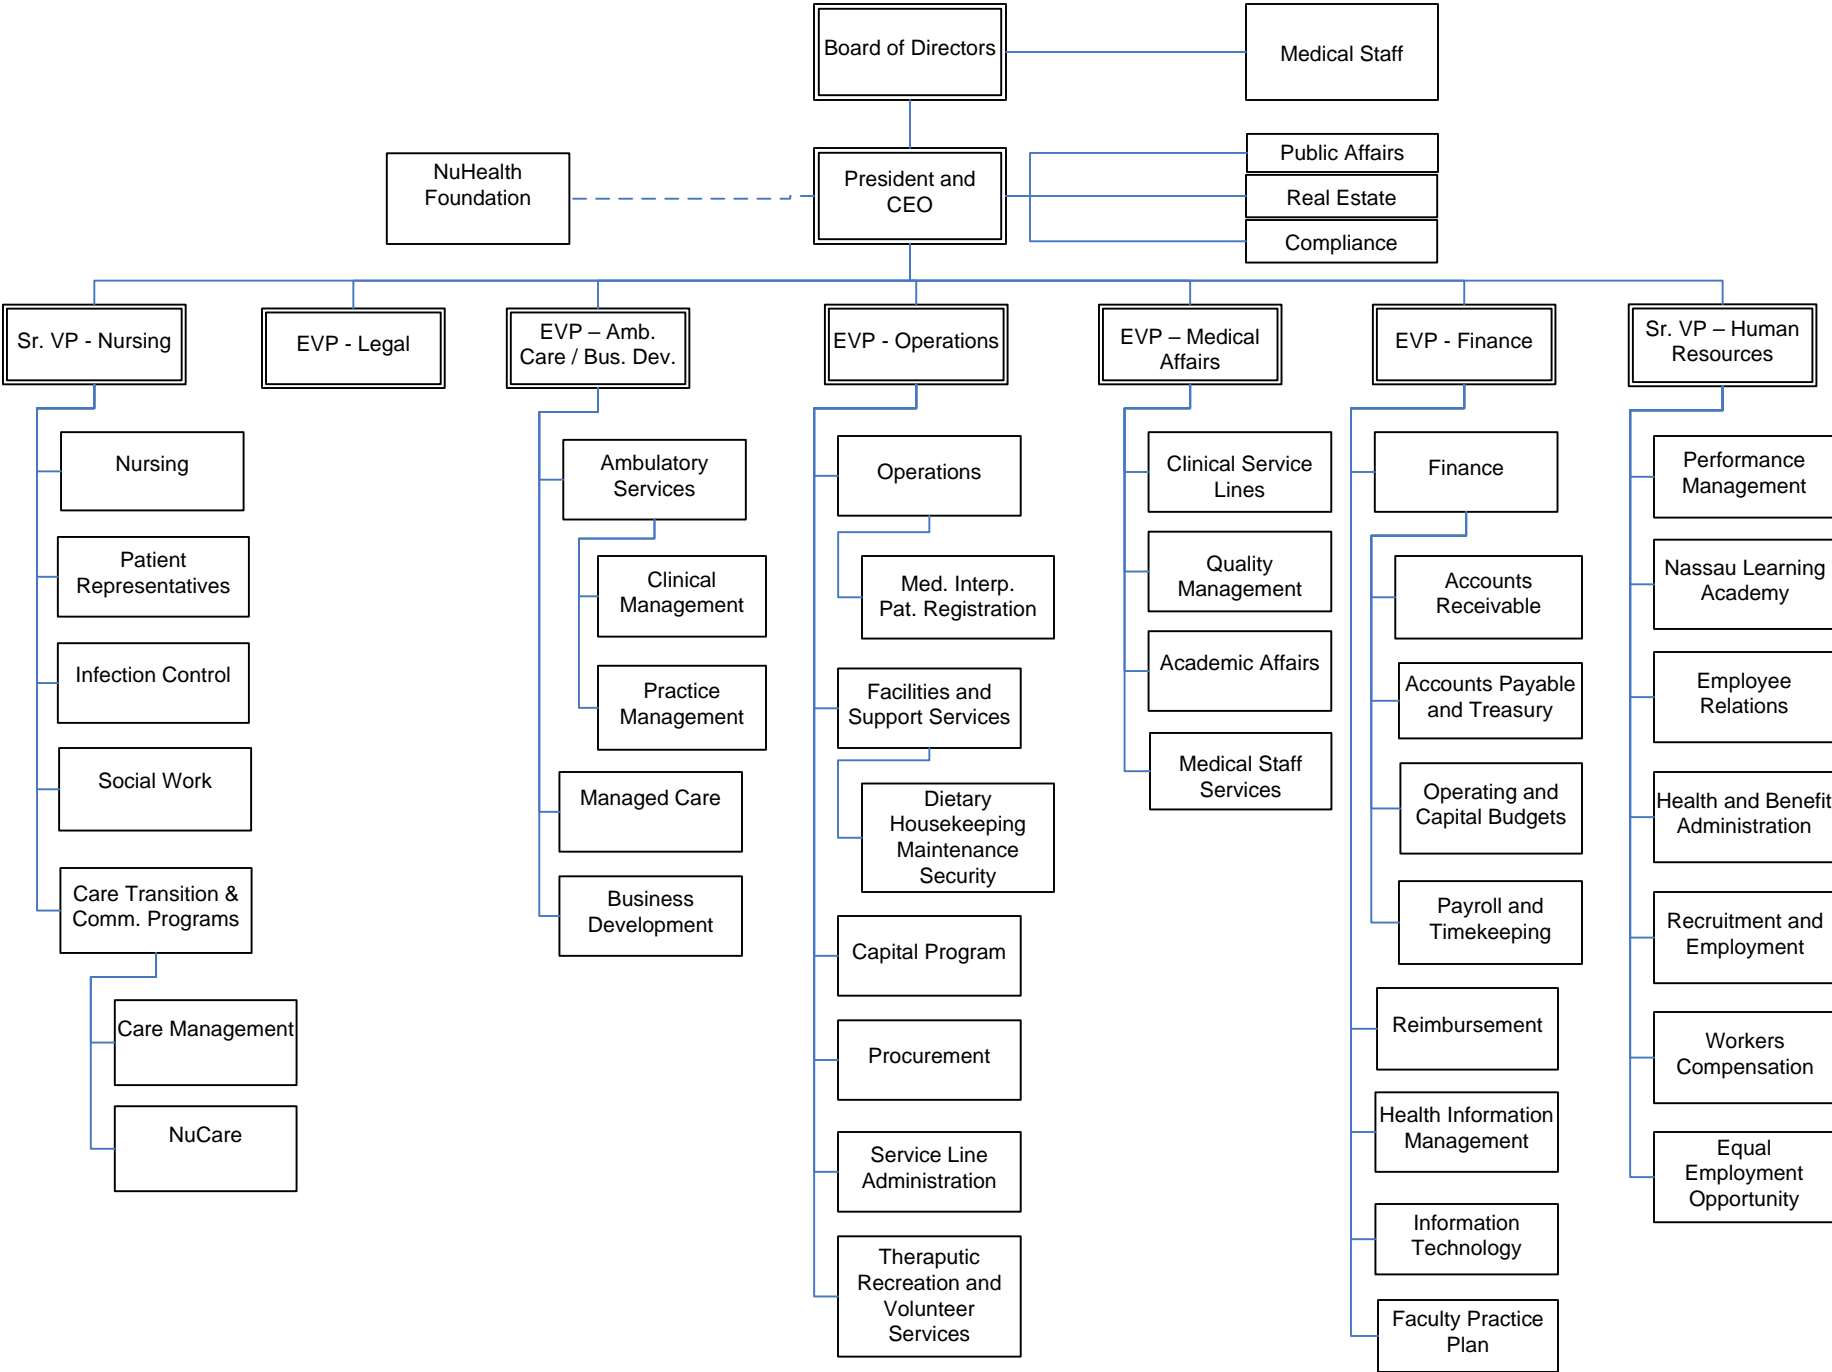 Board of Directors
Medical Staff
NuHealth
Foundation
President and
CEO
Public Affairs
Real Estate
Compliance
Sr. VP - Nursing
EVP - Legal
EVP – Amb.
Care / Bus. Dev.
EVP - Operations
EVP – Medical
Affairs
EVP - Finance
Sr. VP – Human
Resources
Nursing
Patient
Representatives
Infection Control
Social Work
Care Transition &
Comm. Programs
Care Management
NuCare
Ambulatory
Services
Clinical
Management
Practice
Management
Managed Care
Business
Development
Operations
Med. Interp.
Pat. Registration
Facilities and
Support Services
Dietary
Housekeeping
Maintenance
Security
Capital Program
Procurement
Service Line
Administration
Theraputic
Recreation and
Volunteer
Services
Clinical Service
Lines
Quality
Management
Academic Affairs
Medical Staff
Services
Finance
Accounts
Receivable
Accounts Payable
and Treasury
Operating and
Capital Budgets
Payroll and
Timekeeping
Reimbursement
Health Information
Management
Information
Technology
Faculty Practice
Plan
Performance
Management
Nassau Learning
Academy
Employee
Relations
Health and Benefit
Administration
Recruitment and
Employment
Workers
Compensation
Equal
Employment
Opportunity